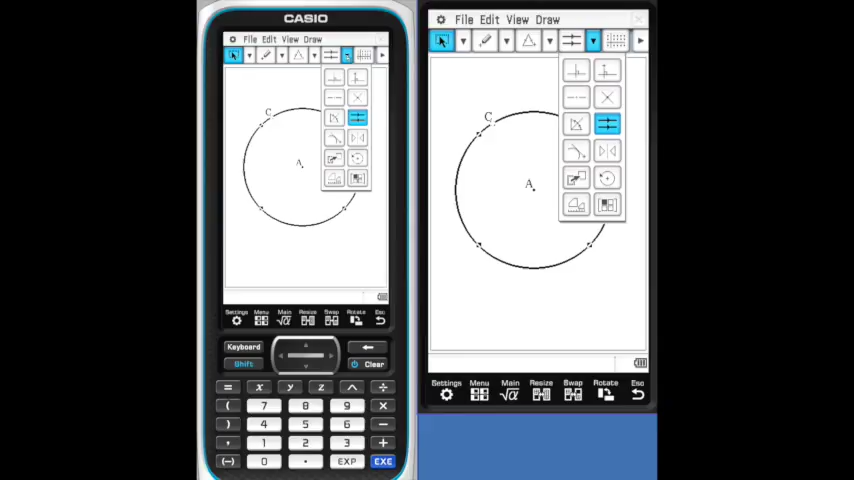 CASIO
File Edit View Draw
C
A
Settings Menu Main Resize Swap Rotate Esc
√α
Keyboard
Shift
Clear
= x y z ^ ÷
( 7 8 9 ×
) 4 5 6 −
, 1 2 3 +
(−) 0 · EXP EXE
File Edit View Draw
C
A
Settings Menu Main Resize Swap Rotate Esc
√α